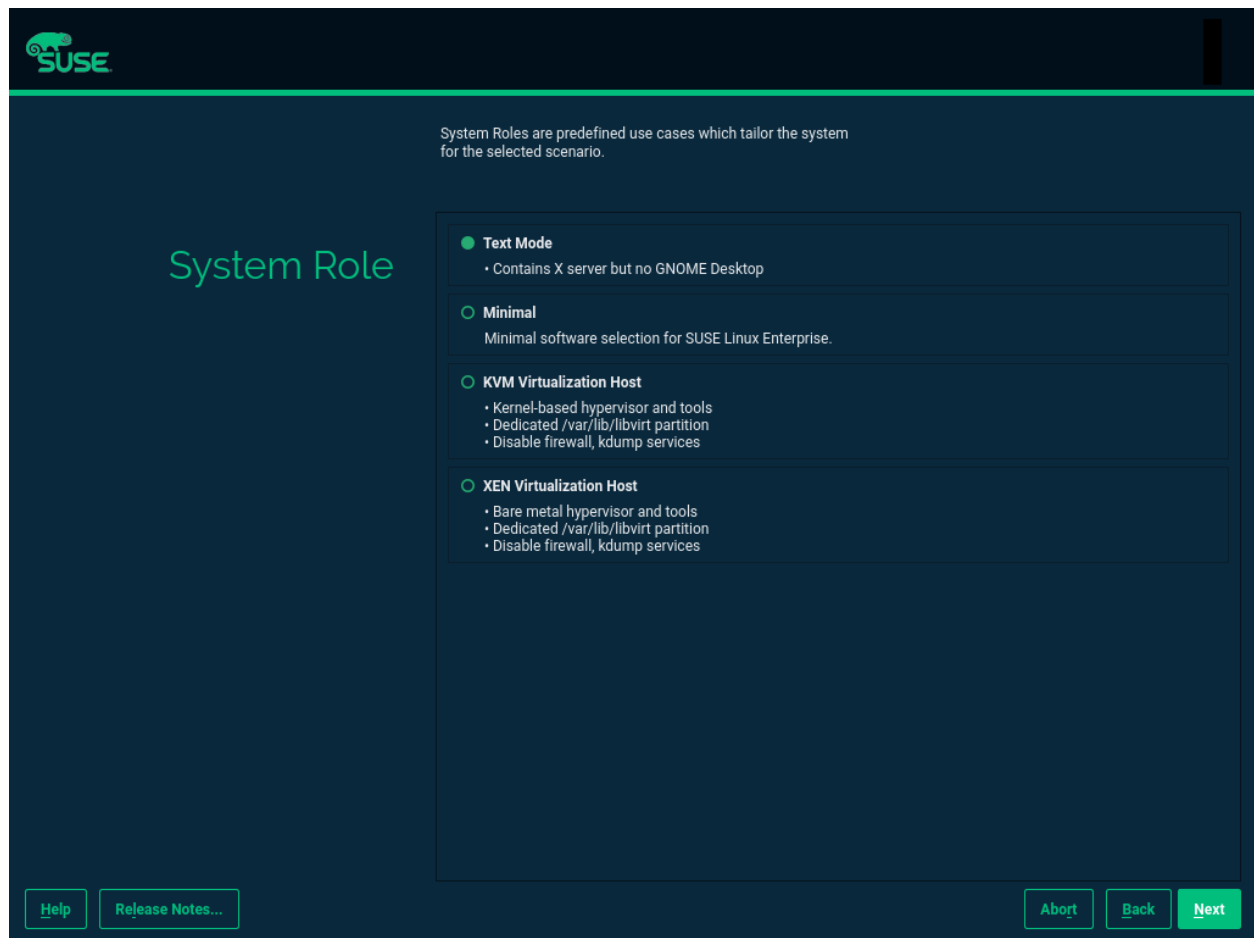 SUSE.
System Roles are predefined use cases which tailor the system
for the selected scenario.
System Role
Text Mode
• Contains X server but no GNOME Desktop
Minimal
Minimal software selection for SUSE Linux Enterprise.
KVM Virtualization Host
• Kernel-based hypervisor and tools
• Dedicated /var/lib/libvirt partition
• Disable firewall, kdump services
XEN Virtualization Host
• Bare metal hypervisor and tools
• Dedicated /var/lib/libvirt partition
• Disable firewall, kdump services
Help
Release Notes...
Abort
Back
Next